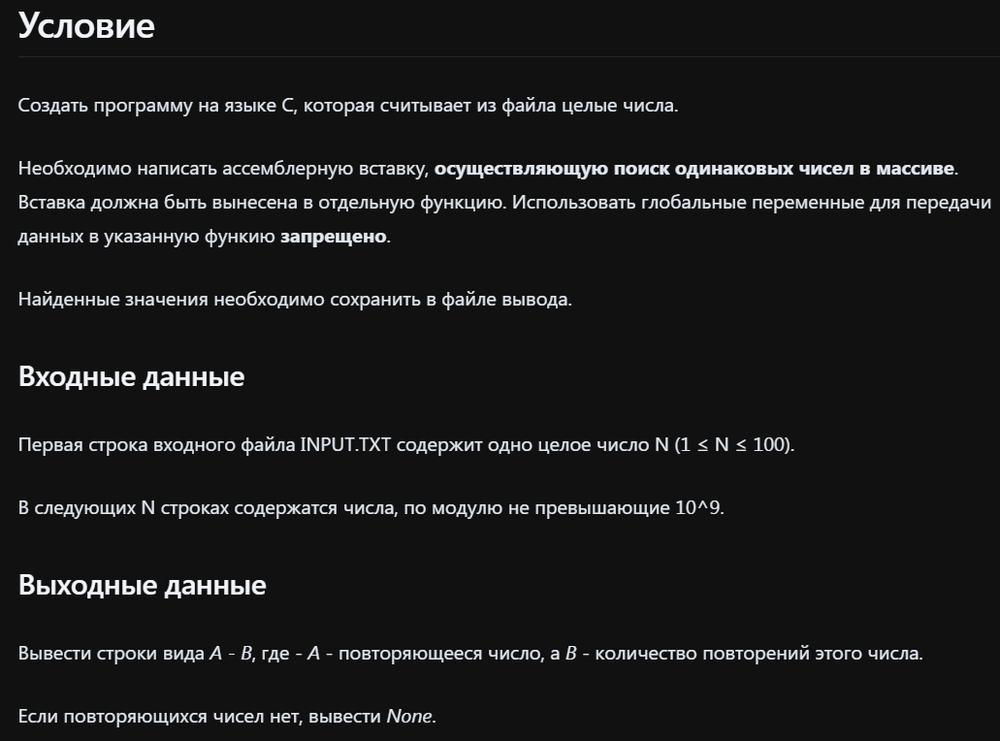 Условие
Создать программу на языке C, которая считывает из файла целые числа.
Необходимо написать ассемблерную вставку, осуществляющую поиск одинаковых чисел в массиве.
Вставка должна быть вынесена в отдельную функцию. Использовать глобальные переменные для передачи
данных в указанную функию запрещено.
Найденные значения необходимо сохранить в файле вывода.
Входные данные
Первая строка входного файла INPUT.TXT содержит одно целое число N (1 ≤ N ≤ 100).
В следующих N строках содержатся числа, по модулю не превышающие 10^9.
Выходные данные
Вывести строки вида A - B, где - A - повторяющееся число, а B - количество повторений этого числа.
Если повторяющихся чисел нет, вывести None.